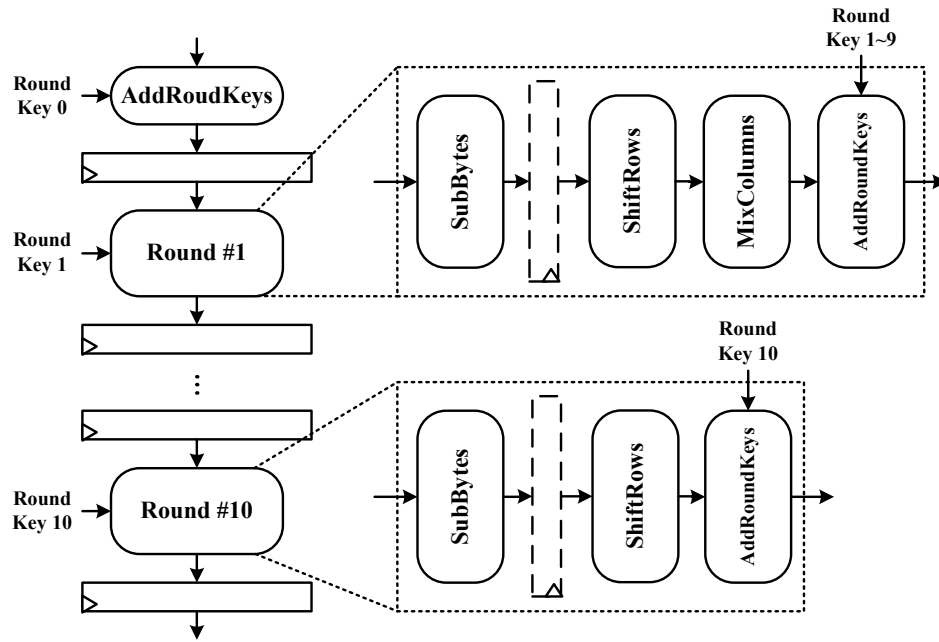 Round
Key 0
AddRoudKeys
Round
Key 1
Round #1
...
Round
Key 10
Round #10
Round
Key 1~9
SubBytes
ShiftRows
MixColumns
AddRoundKeys
Round
Key 10
SubBytes
ShiftRows
AddRoundKeys